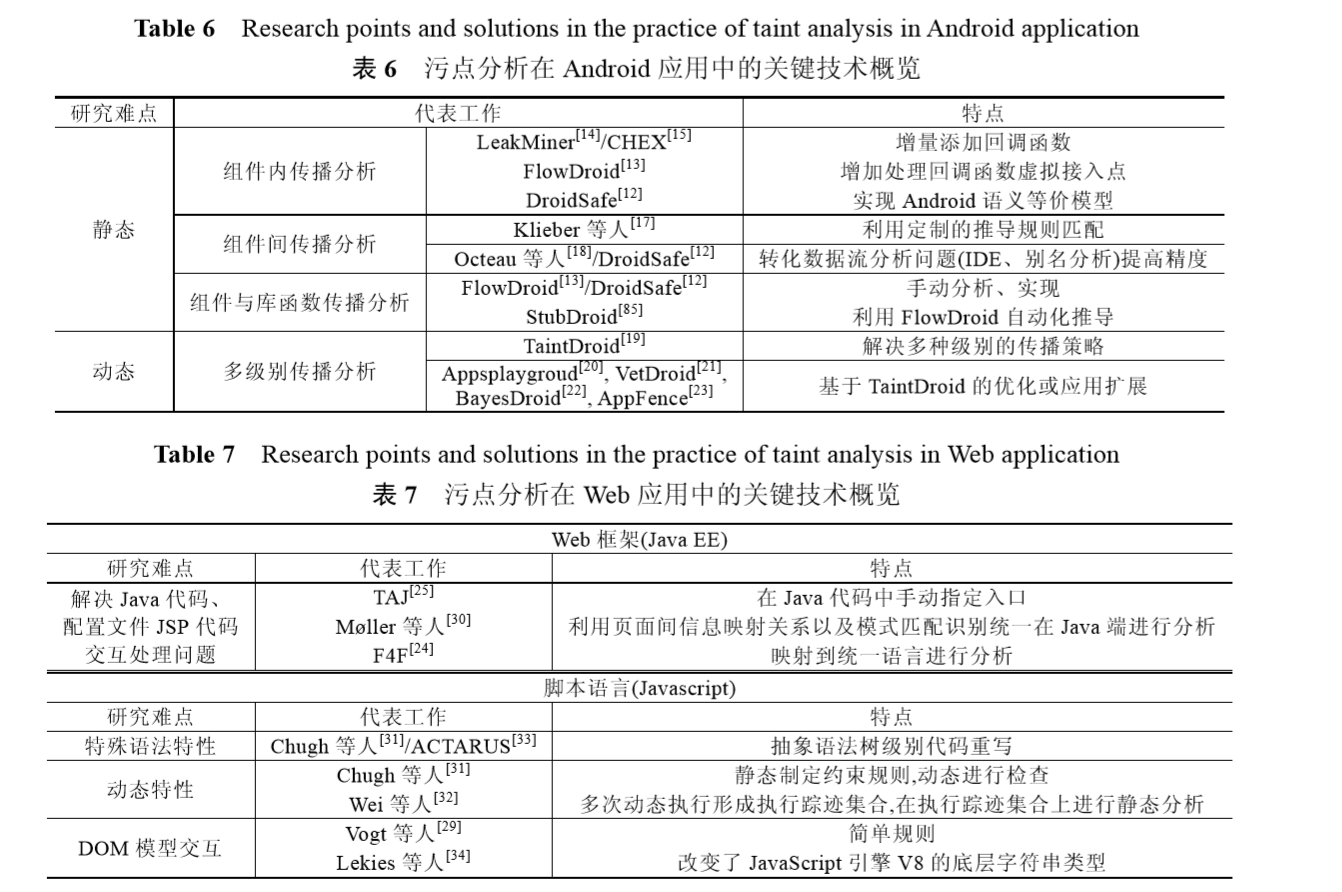 Table 6 Research points and solutions in the practice of taint analysis in Android application
表 6 污点分析在 Android 应用中的关键技术概览
研究难点 代表工作 特点
静态
组件内传播分析
LeakMiner[14]/CHEX[15] 增量添加回调函数
FlowDroid[13] 增加处理回调函数虚拟接入点
DroidSafe[12] 实现 Android 语义等价模型
组件间传播分析
Klieber 等人[17] 利用定制的推导规则匹配
Octeau 等人[18]/DroidSafe[12] 转化数据流分析问题(IDE、别名分析)提高精度
组件与库函数传播分析
FlowDroid[13]/DroidSafe[12] 手动分析、实现
StubDroid[85] 利用 FlowDroid 自动化推导
动态
多级别传播分析
TaintDroid[19] 解决多种级别的传播策略
Appsplaygroud[20], VetDroid[21],
BayesDroid[22], AppFence[23]
基于 TaintDroid 的优化或应用扩展
Table 7 Research points and solutions in the practice of taint analysis in Web application
表 7 污点分析在 Web 应用中的关键技术概览
Web 框架(Java EE)
研究难点 代表工作 特点
解决 Java 代码、 TAJ[25] 在 Java 代码中手动指定入口
配置文件 JSP 代码 Møller 等人[30] 利用页面问信息映射关系以及模式匹配识别统一在 Java 端进行分析
交互处理问题 F4F[24] 映射到统一语言进行分析
脚本语言(Javascript)
研究难点 代表工作 特点
特殊语法特性 Chugh 等人[31]/ACTARUS[33] 抽象语法树级别代码重写
动态特性
Chugh 等人[31] 静态制定约束规则,动态进行检查
Wei 等人[32] 多次动态执行形成执行踪迹集合,在执行踪迹集合上进行静态分析
DOM 模型交互
Vogt 等人[29] 简单规则
Lekies 等人[34] 改变了 JavaScript 引擎 V8 的底层字符串类型